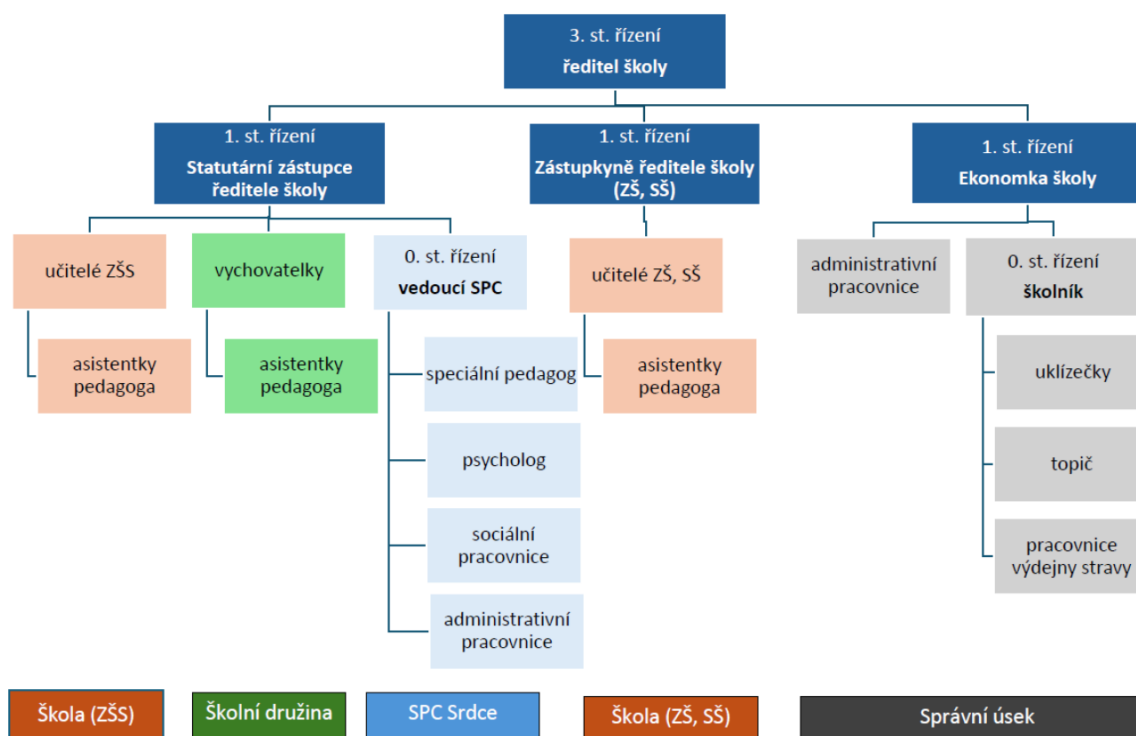 3. st. řízení
ředitel školy
1. st. řízení
Statutární zástupce
ředitele školy
1. st. řízení
Zástupkyně ředitele školy
(ZŠ, SŠ)
1. st. řízení
Ekonomka školy
učitelé ZŠS
vychovatelky
0. st. řízení
vedoucí SPC
učitelé ZŠ, SŠ
administrativní
pracovnice
0. st. řízení
školník
asistentky
pedagoga
asistentky
pedagoga
speciální pedagog
asistentky
pedagoga
uklízečky
psycholog
topič
sociální
pracovnice
pracovnice
výdejny stravy
administrativní
pracovnice
Škola (ZŠS)
Školní družina
SPC Srdce
Škola (ZŠ, SŠ)
Správní úsek